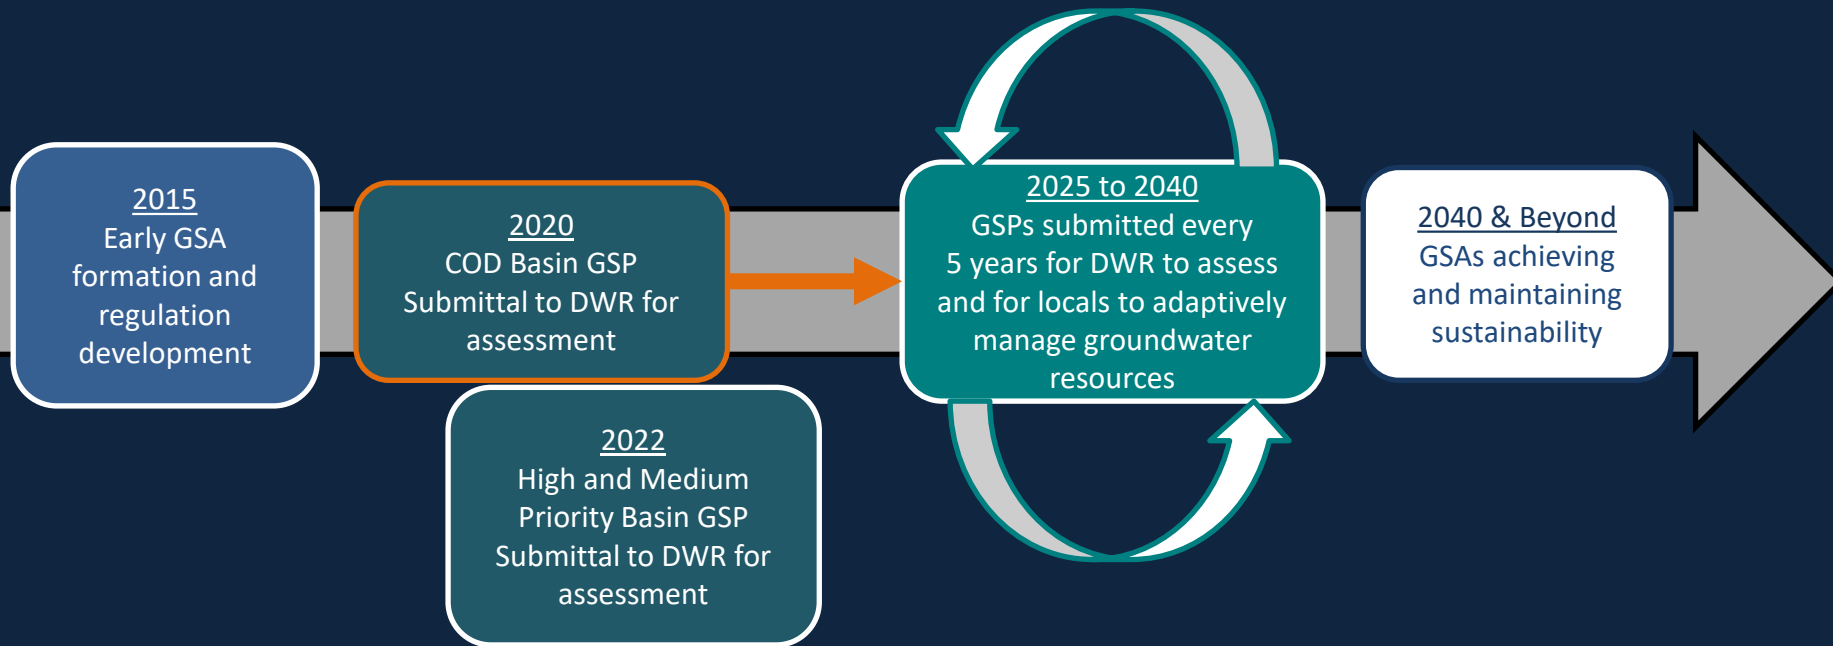 2015
Early GSA
formation and
regulation
development
2020
COD Basin GSP
Submittal to DWR for
assessment
2022
High and Medium
Priority Basin GSP
Submittal to DWR for
assessment
2025 to 2040
GSPs submitted every
5 years for DWR to assess
and for locals to adaptively
manage groundwater
resources
2040 & Beyond
GSAs achieving
and maintaining
sustainability